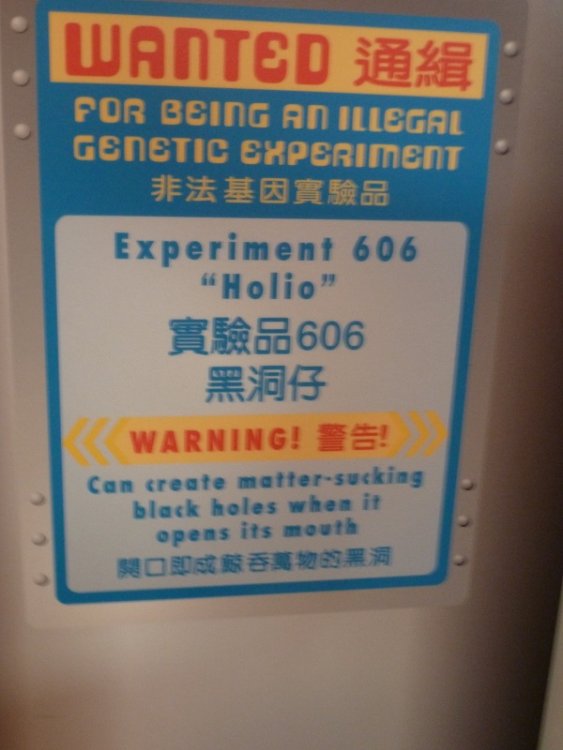 WANTED 通緝
FOR BEING AN ILLEGAL
GENETIC EXPERIMENT
非法基因實驗品
Experiment 606
“Holio”
實驗品606
黑洞仔
WARNING! 警告!
Can create matter-sucking
black holes when it
opens its mouth
開口即成鯨吞萬物的黑洞